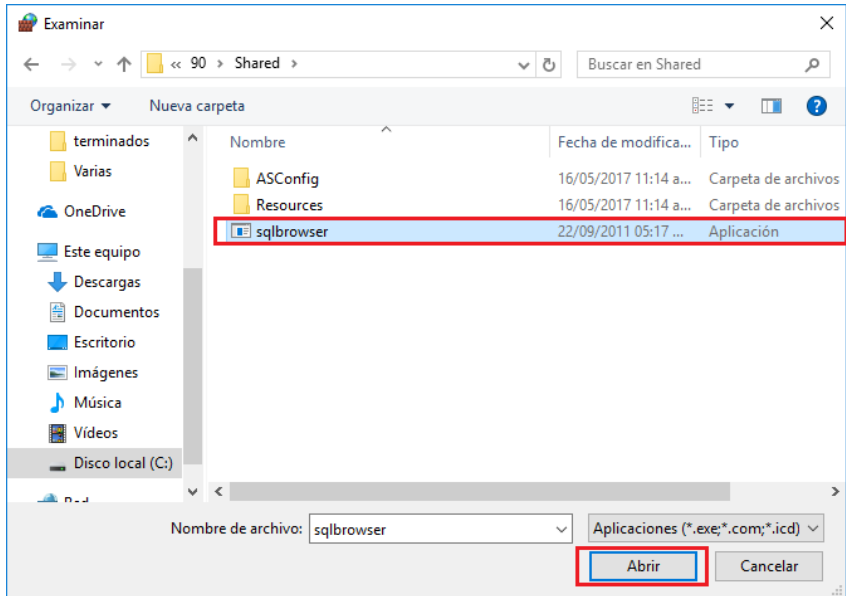 Examinar
« 90 > Shared >
Buscar en Shared
Organizar
Nueva carpeta
terminados
Varias
OneDrive
Este equipo
Descargas
Documentos
Escritorio
Imágenes
Música
Vídeos
Disco local (C:)
Nombre
Fecha de modifica...
Tipo
ASConfig
16/05/2017 11:14 a...
Carpeta de archivos
Resources
16/05/2017 11:14 a...
Carpeta de archivos
sqlbrowser
22/09/2011 05:17 ...
Aplicación
Nombre de archivo:
sqlbrowser
Aplicaciones (*.exe;*.com;*.icd)
Abrir
Cancelar